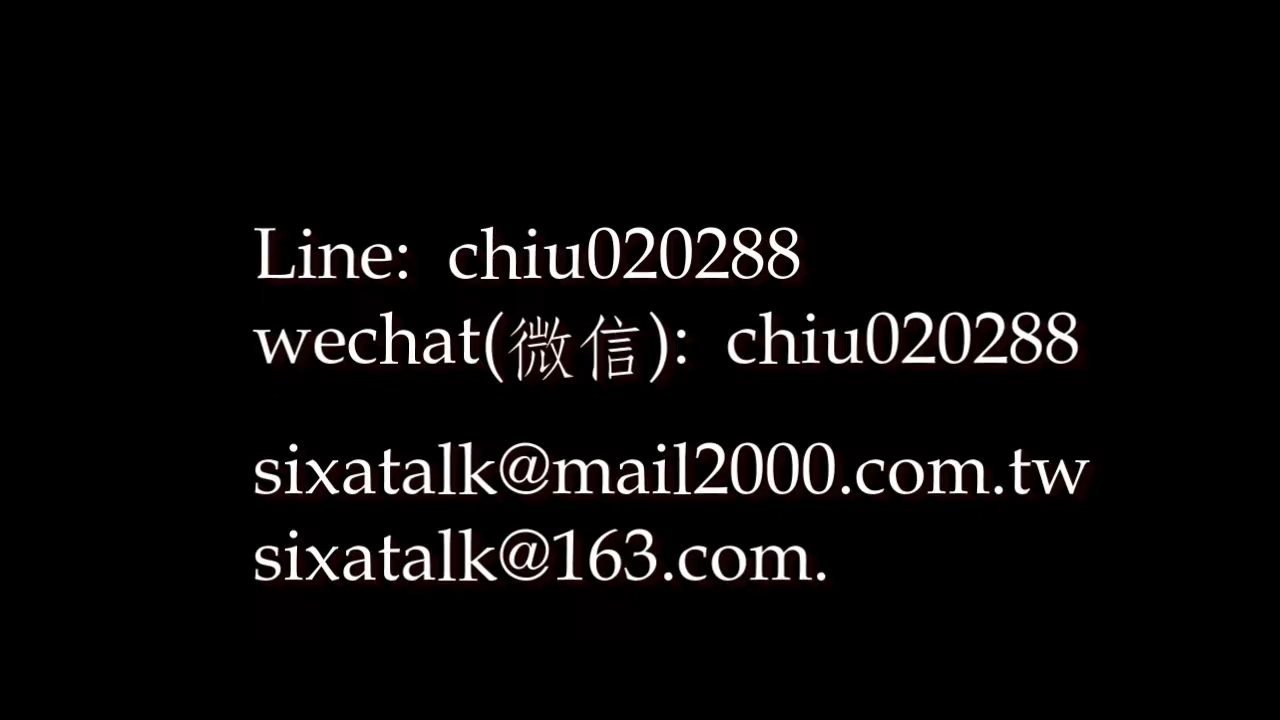 Line: chiu020288
wechat(微信): chiu020288
sixatalk@mail2000.com.tw
sixatalk@163.com.